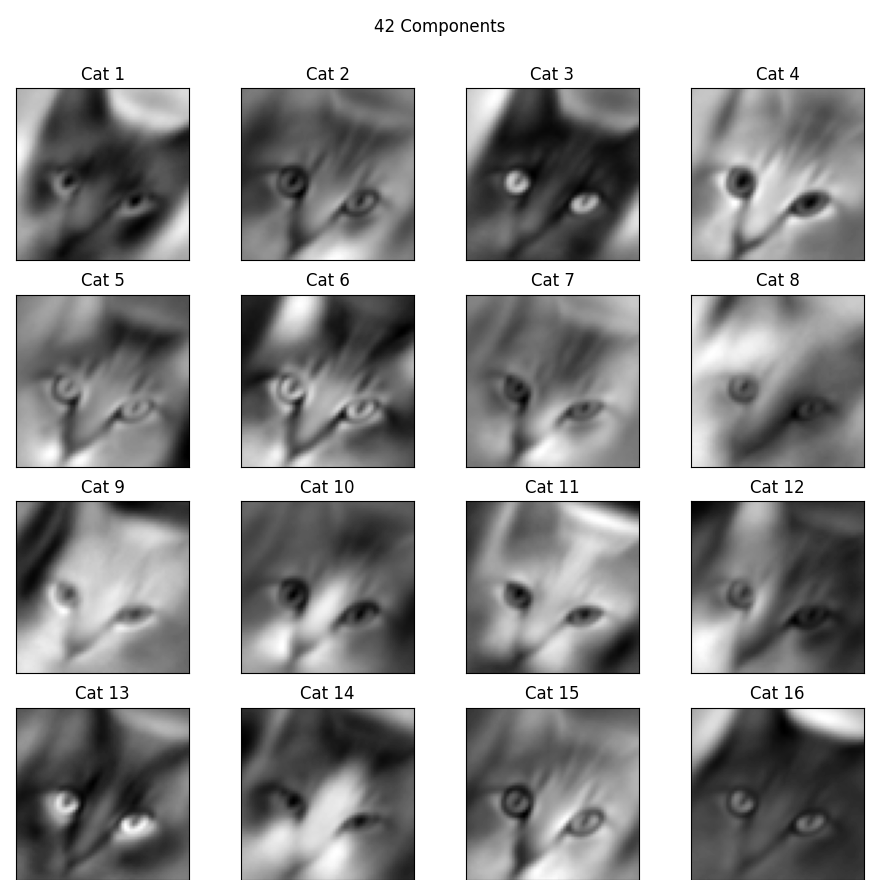 42 Components
Cat 1 Cat 2 Cat 3 Cat 4
Cat 5 Cat 6 Cat 7 Cat 8
Cat 9 Cat 10 Cat 11 Cat 12
Cat 13 Cat 14 Cat 15 Cat 16